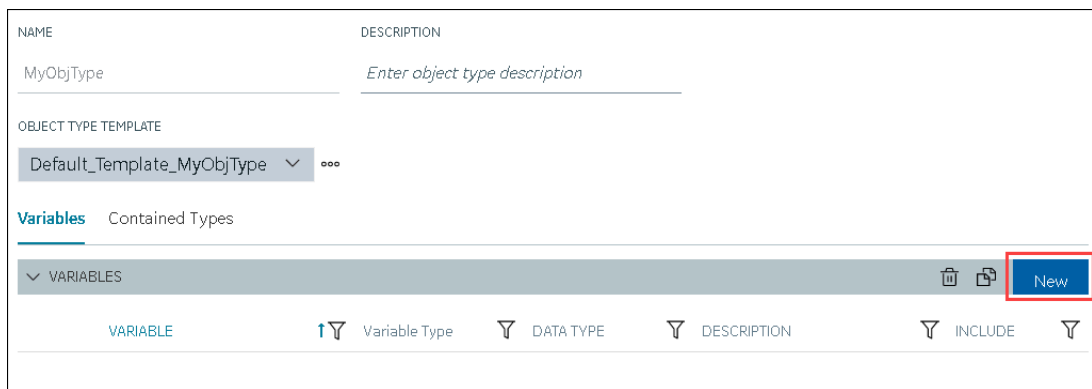 NAME DESCRIPTION
MyObjType Enter object type description
OBJECT TYPE TEMPLATE
Default_Template_MyObjType
Variables Contained Types
VARIABLES New
VARIABLE Variable Type DATA TYPE DESCRIPTION INCLUDE